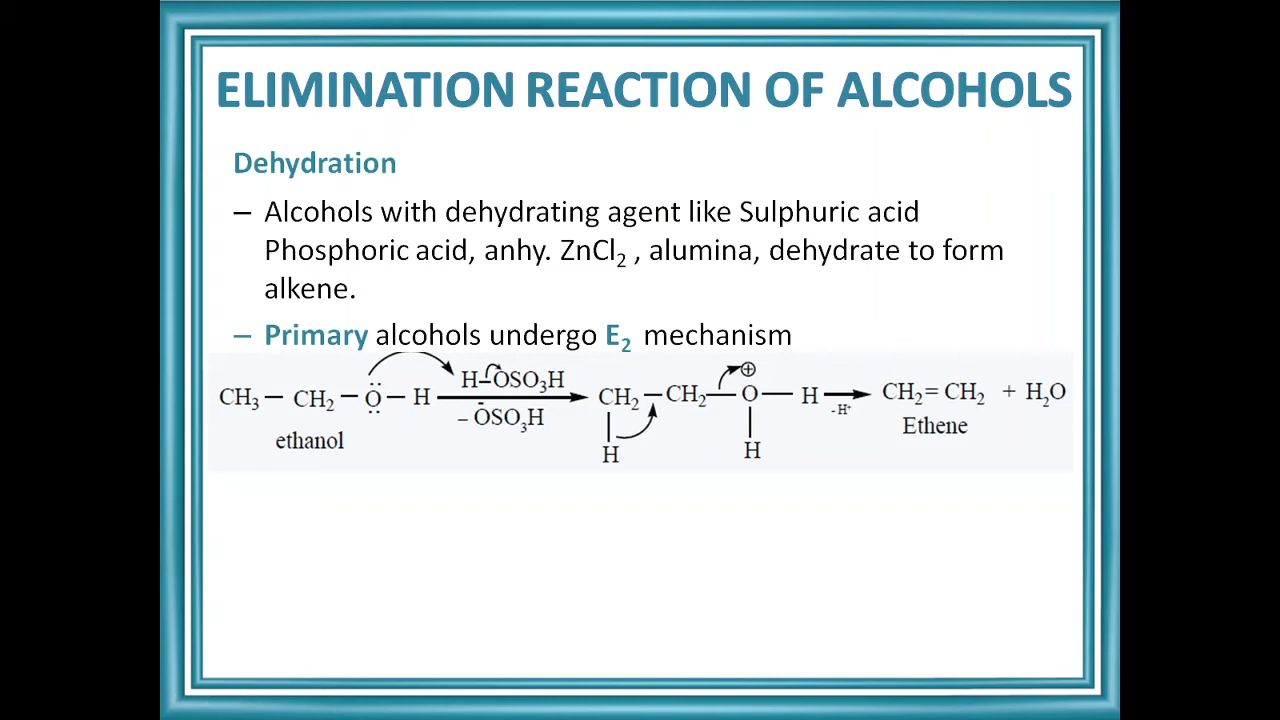 ELIMINATION REACTION OF ALCOHOLS
Dehydration
– Alcohols with dehydrating agent like Sulphuric acid
Phosphoric acid, anhy. ZnCl₂ , alumina, dehydrate to form
alkene.
– Primary alcohols undergo E₂ mechanism
CH₃ – CH₂ – Ö – H H–OSO₃H CH₂ – CH₂ – O – H - H⁺ CH₂ = CH₂ + H₂O
– ŌSO₃H
ethanol H H Ethene